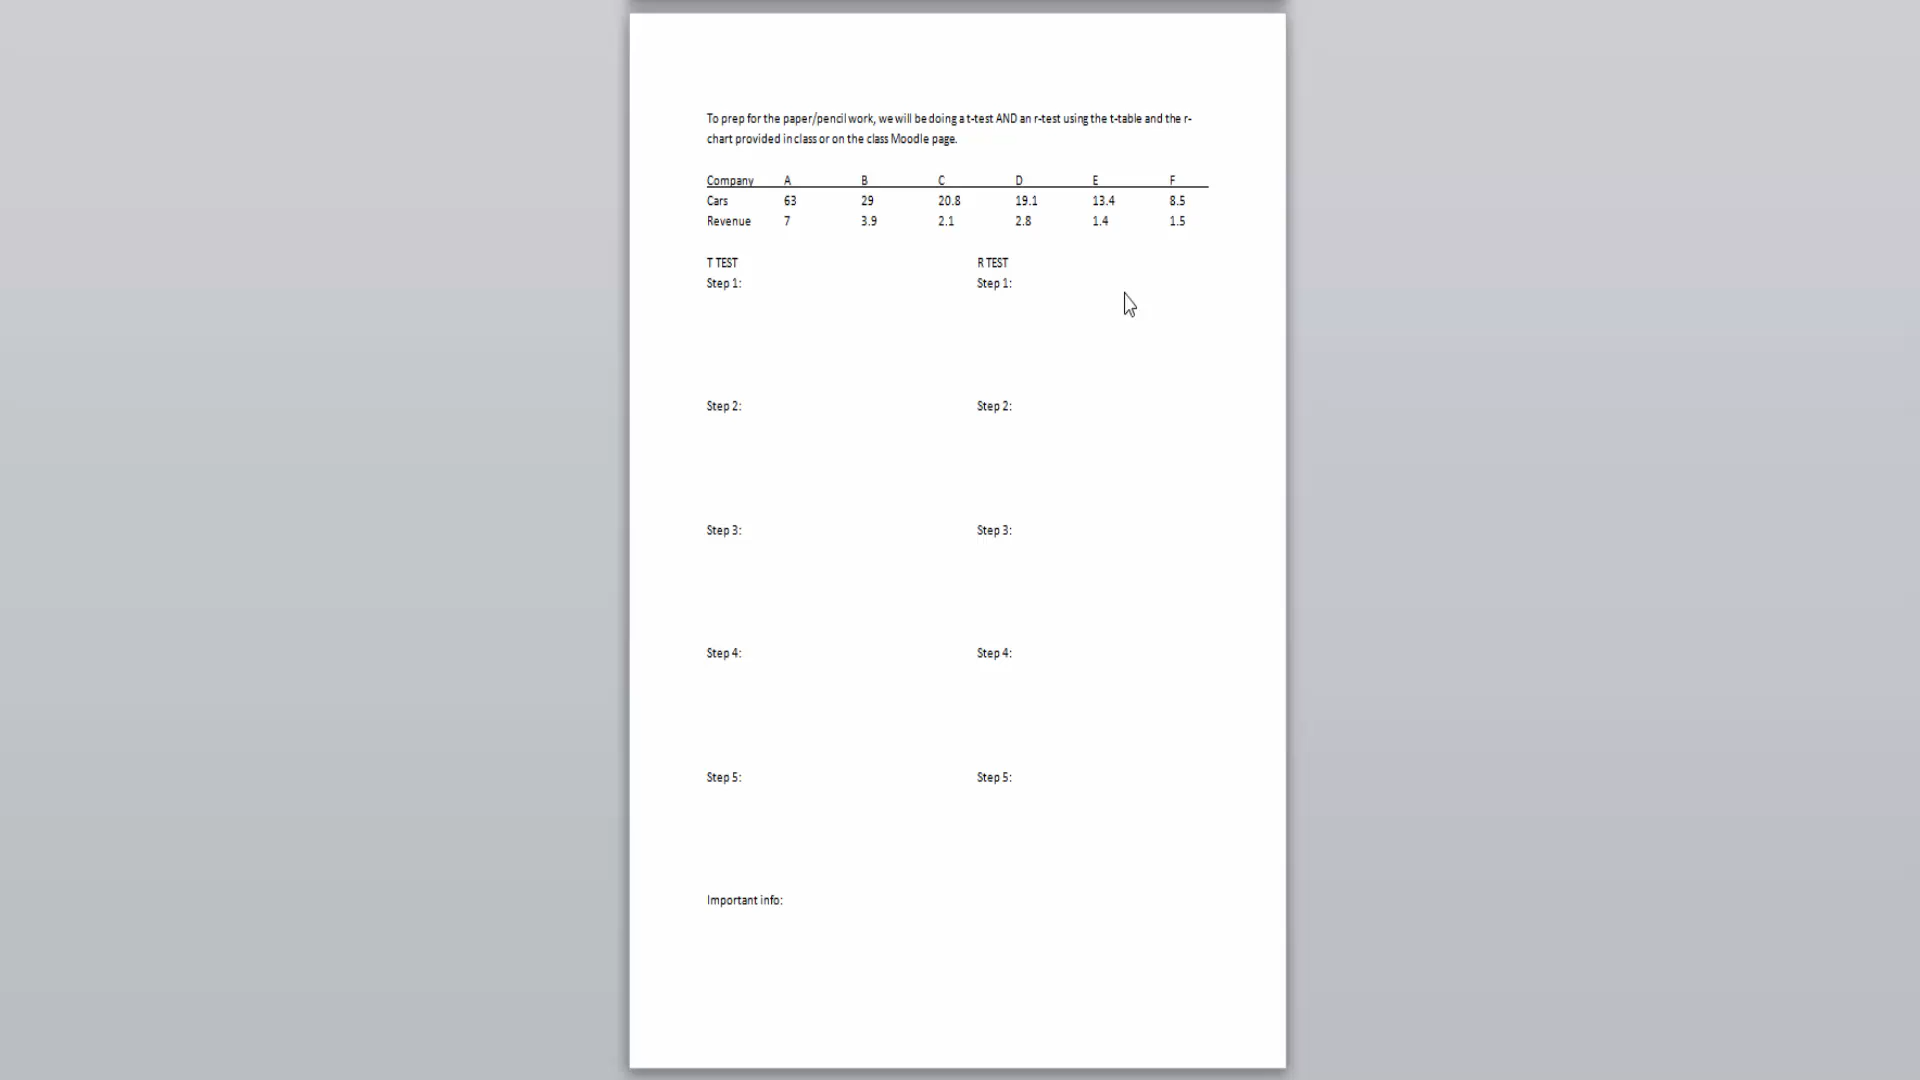 To prep for the paper/pencil work, we will be doing a t-test AND an r-test using the t-table and the r-
chart provided in class or on the class Moodle page.
Company A B C D E F
Cars 63 29 20.8 19.1 13.4 8.5
Revenue 7 3.9 2.1 2.8 1.4 1.5
T TEST R TEST
Step 1: Step 1:
Step 2: Step 2:
Step 3: Step 3:
Step 4: Step 4:
Step 5: Step 5:
Important info: